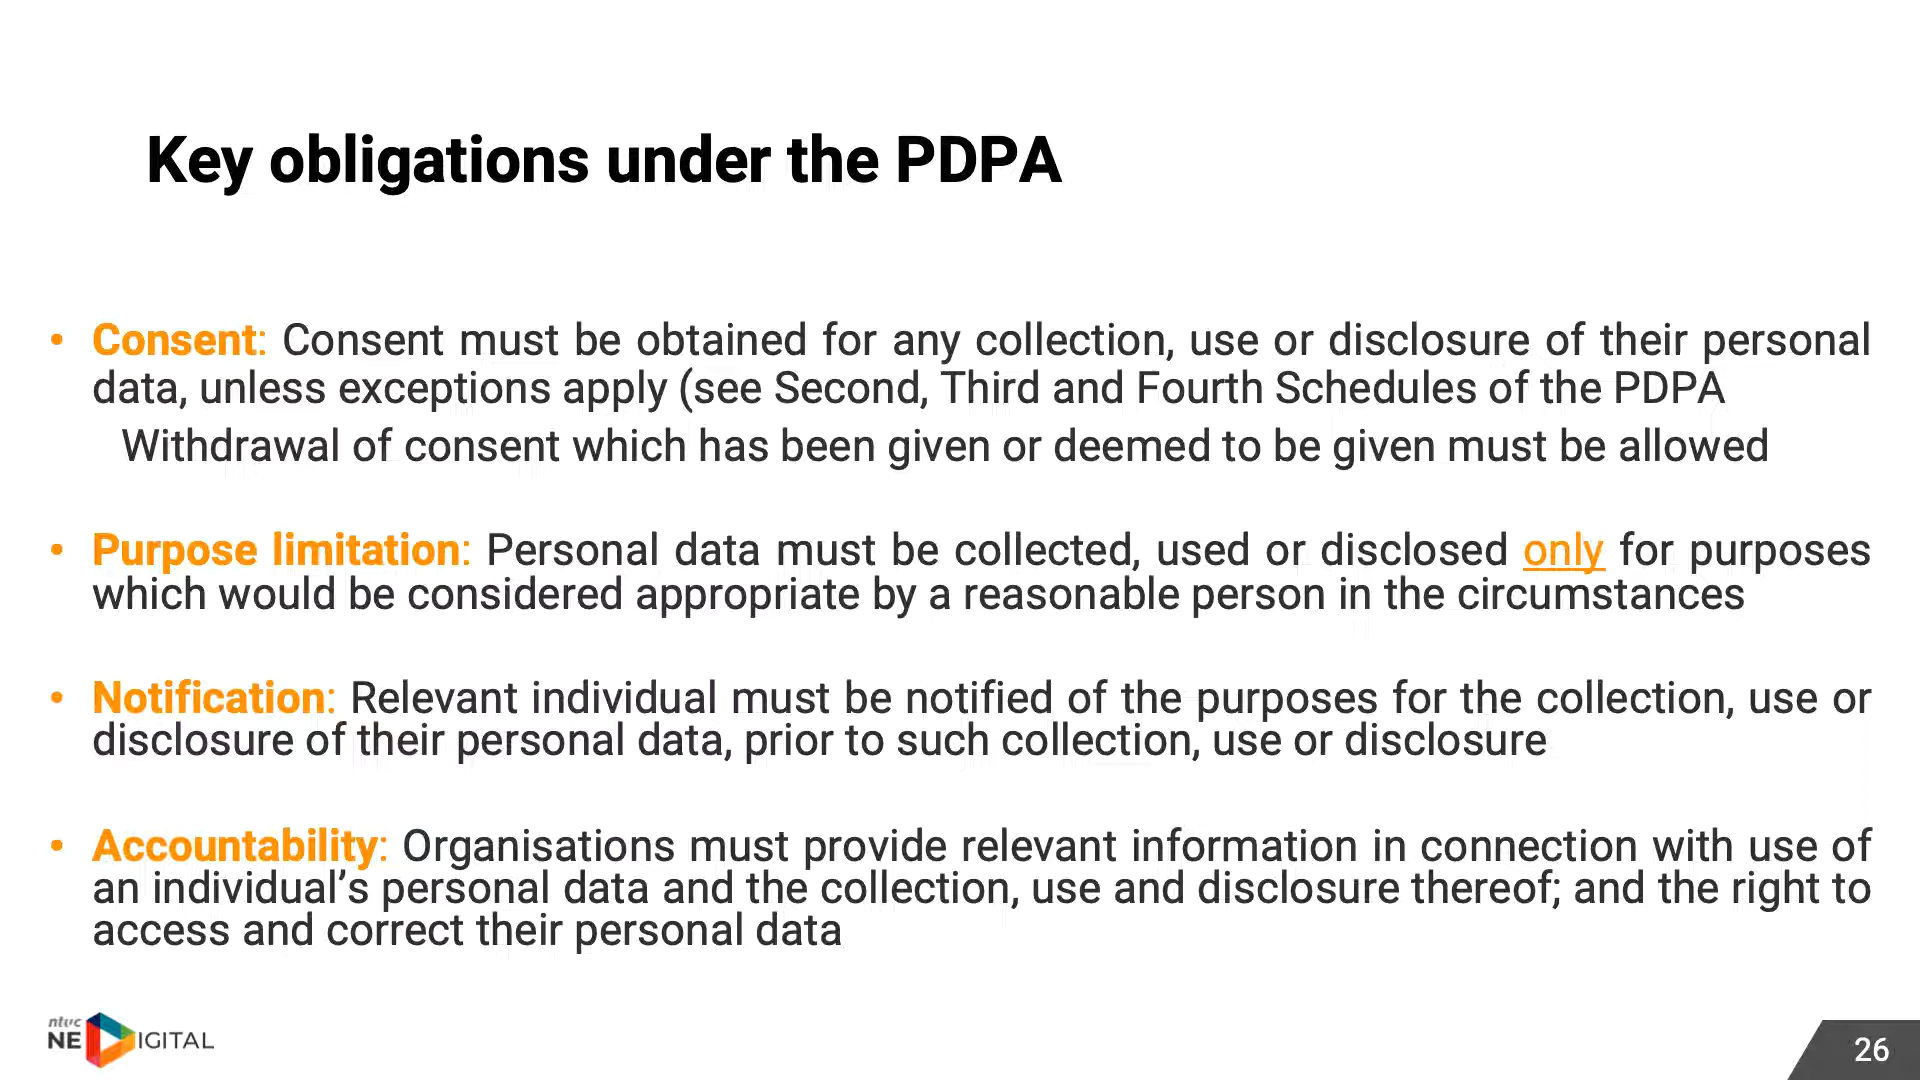 Key obligations under the PDPA
• Consent: Consent must be obtained for any collection, use or disclosure of their personal
data, unless exceptions apply (see Second, Third and Fourth Schedules of the PDPA
Withdrawal of consent which has been given or deemed to be given must be allowed
• Purpose limitation: Personal data must be collected, used or disclosed only for purposes
which would be considered appropriate by a reasonable person in the circumstances
• Notification: Relevant individual must be notified of the purposes for the collection, use or
disclosure of their personal data, prior to such collection, use or disclosure
• Accountability: Organisations must provide relevant information in connection with use of
an individual’s personal data and the collection, use and disclosure thereof; and the right to
access and correct their personal data
ntuc
NE IGITAL
26